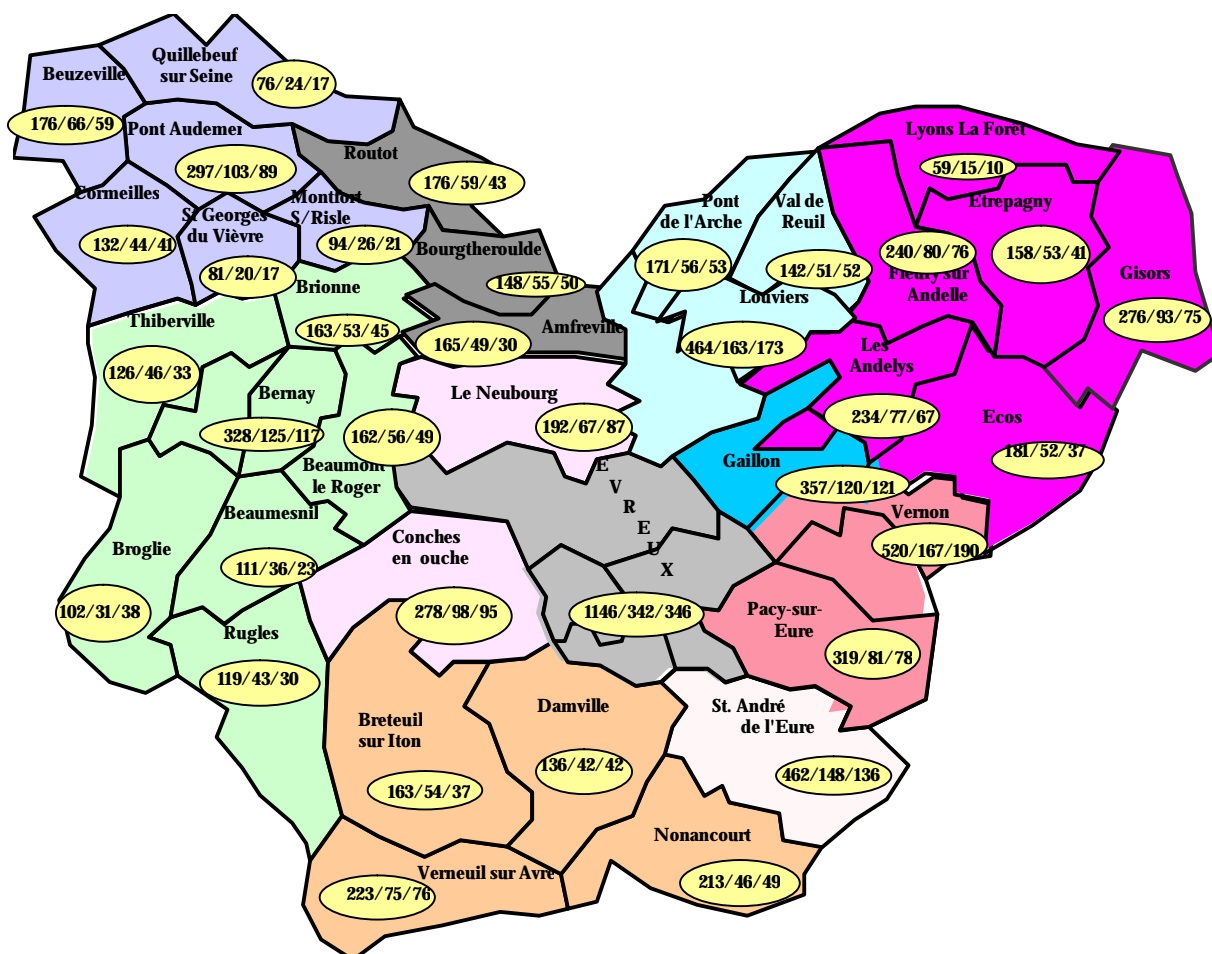 Quillebeuf
sur Seine
76/24/17
Beuzeville
176/66/59
Pont Audemer
297/103/89
Routot
176/59/43
Cormeilles
132/44/41
St Georges
du Vièvre
81/20/17
Montfort
S/Risle
94/26/21
Bourgtheroulde
148/55/50
Brionne
163/53/45
Thiberville
126/46/33
Amfreville
165/49/30
Bernay
328/125/117
Le Neubourg
192/67/87
162/56/49
Beaumont
le Roger
Beaumesnil
111/36/23
Broglie
102/31/38
Rugles
119/43/30
Conches
en ouche
278/98/95
E
V
R
E
U
X
1146/342/346
Lyons La Forêt
59/15/10
Pont
de l'Arche
171/56/53
Val de
Reuil
142/51/52
Etrepagny
158/53/41
240/80/76
Fleury sur
Andelle
Gisors
276/93/75
Louviers
464/163/173
Les
Andelys
234/77/67
Ecos
181/52/37
Gaillon
357/120/121
Vernon
520/167/190
Pacy-sur-
Eure
319/81/78
Breteuil
sur Iton
163/54/37
Damville
136/42/42
St. André
de l'Eure
462/148/136
Nonancourt
213/46/49
Verneuil sur Avre
223/75/76